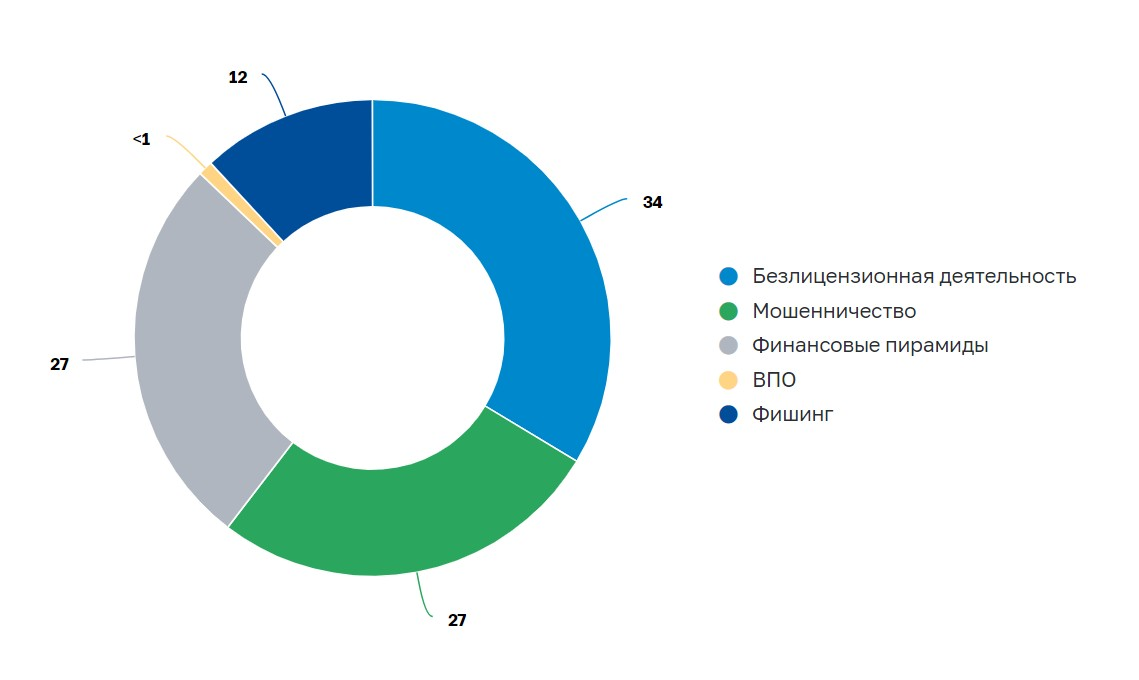 12
<1
34
27
27
Безлицензионная деятельность
Мошенничество
Финансовые пирамиды
ВПО
Фишинг